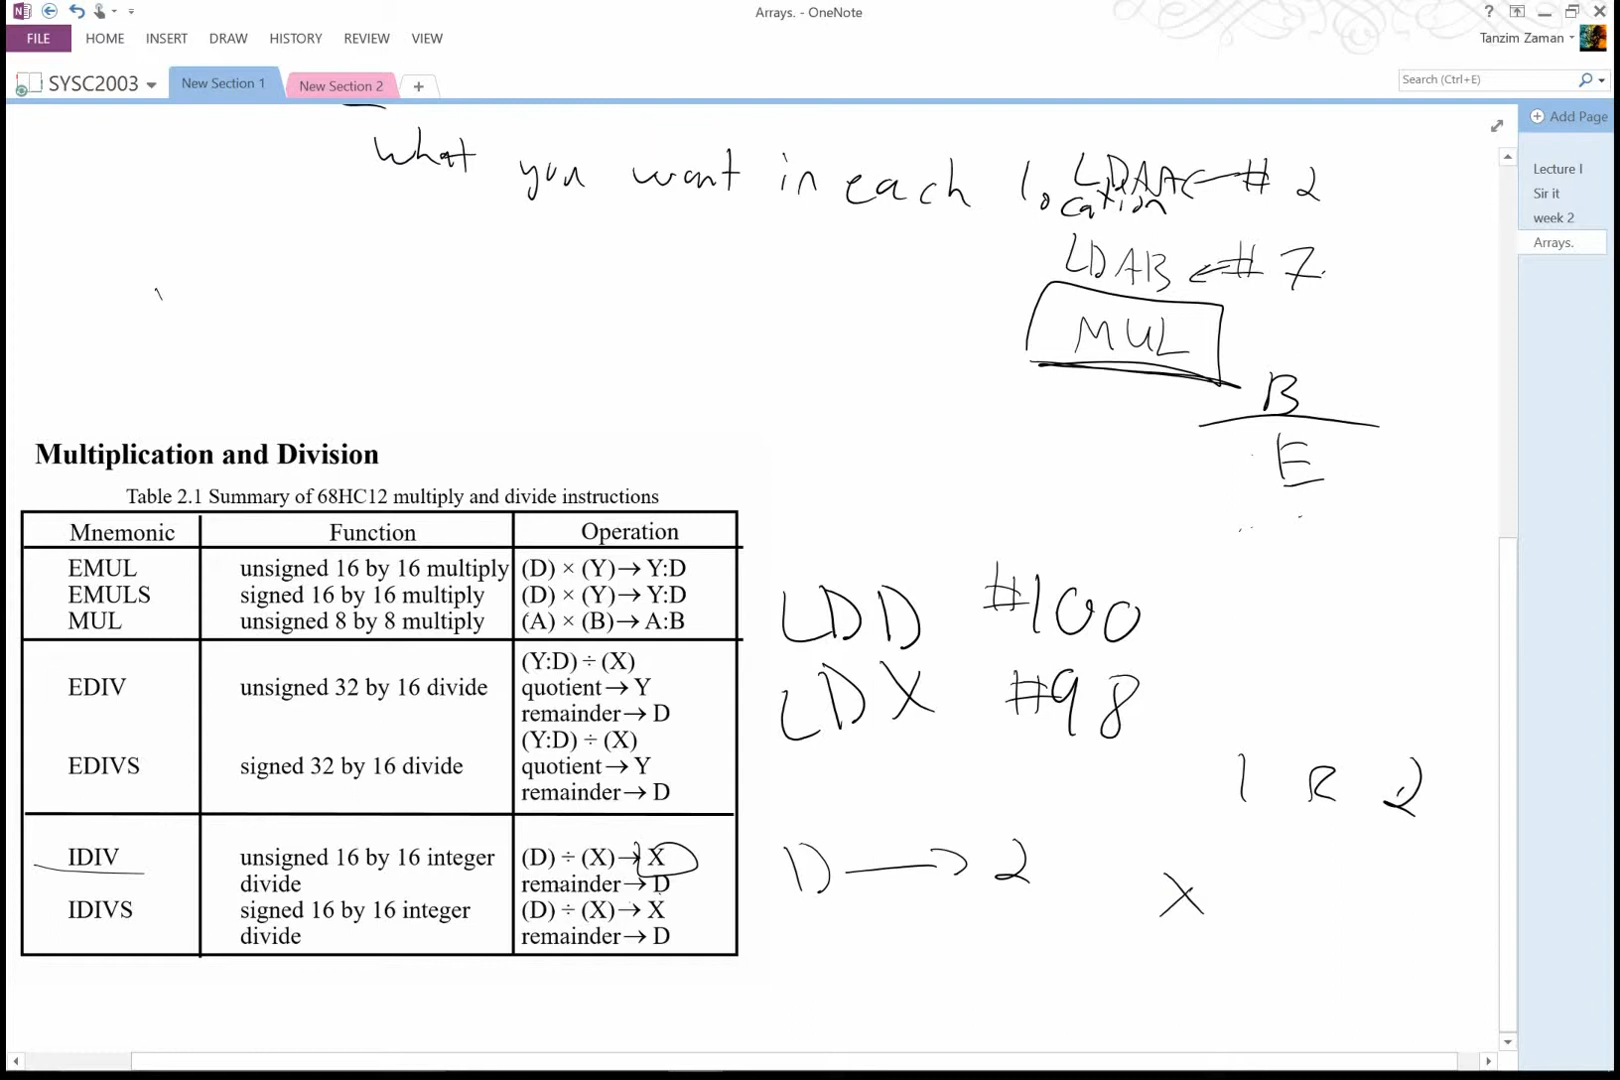 Arrays. - OneNote
?
FILE HOME INSERT DRAW HISTORY REVIEW VIEW
Tanzim Zaman
SYSC2003 New Section 1 New Section 2 +
Search (Ctrl+E)
Add Page
Lecture I
Sir it
week 2
Arrays.
What you want in each location
LDAA # 2
LDAB # 7
MUL
B
E
Multiplication and Division
Table 2.1 Summary of 68HC12 multiply and divide instructions
Mnemonic Function Operation
EMUL unsigned 16 by 16 multiply (D) × (Y)→ Y:D
EMULS signed 16 by 16 multiply (D) × (Y)→ Y:D
MUL unsigned 8 by 8 multiply (A) × (B)→ A:B
(Y:D) ÷ (X)
EDIV unsigned 32 by 16 divide quotient→ Y
remainder→ D
(Y:D) ÷ (X)
EDIVS signed 32 by 16 divide quotient→ Y
remainder→ D
IDIV unsigned 16 by 16 integer (D) ÷ (X)→ X
divide remainder→ D
IDIVS signed 16 by 16 integer (D) ÷ (X)→ X
divide remainder→ D
LDD #100
LDX #98
1 R 2
D → 2
X